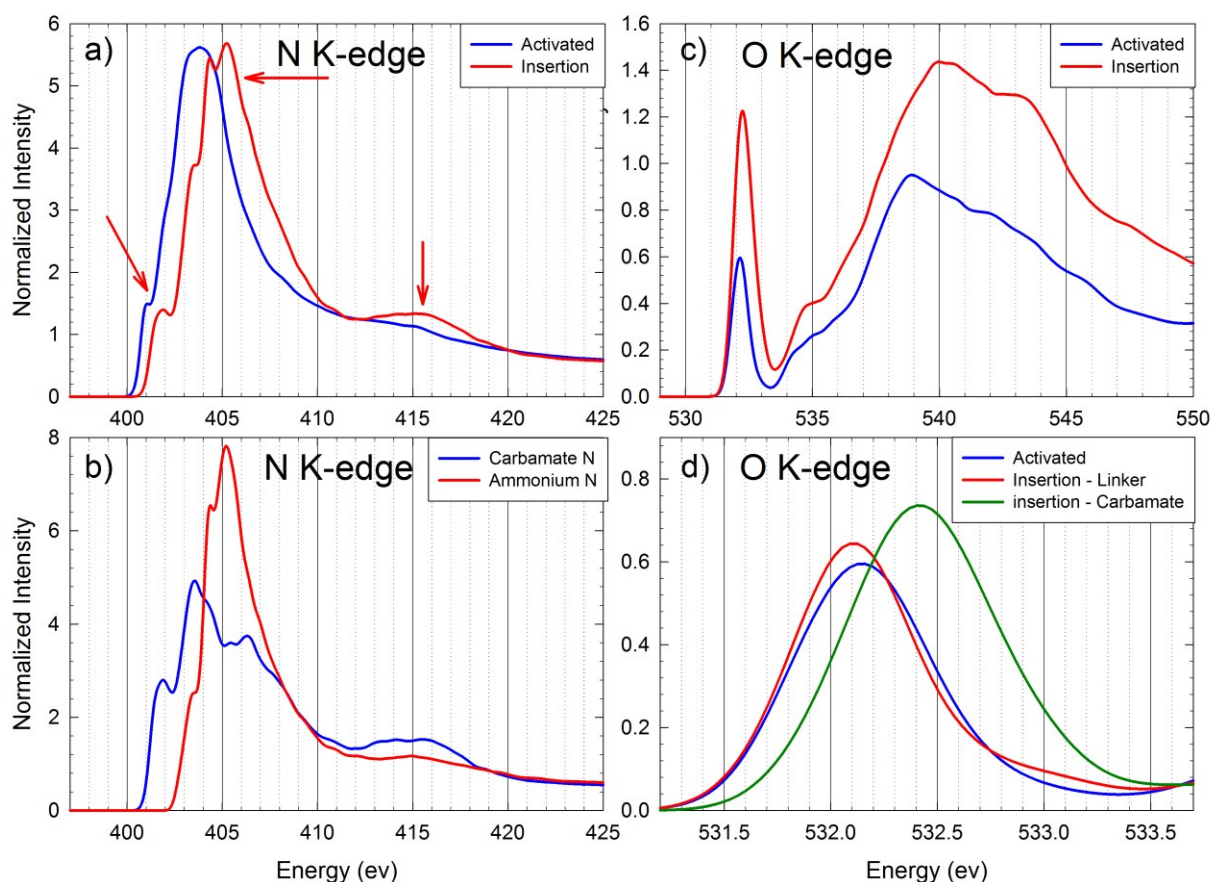 a)
N K-edge
Activated
Insertion
Normalized Intensity
6
5
4
3
2
1
0
400
405
410
415
420
425
c)
O K-edge
Activated
Insertion
1.6
1.4
1.2
1.0
0.8
0.6
0.4
0.2
0.0
530
535
540
545
550
b)
N K-edge
Carbamate N
Ammonium N
Normalized Intensity
8
6
4
2
0
400
405
410
415
420
425
Energy (ev)
d)
O K-edge
Activated
Insertion - Linker
insertion - Carbamate
0.8
0.6
0.4
0.2
0.0
531.5
532.0
532.5
533.0
533.5
Energy (ev)